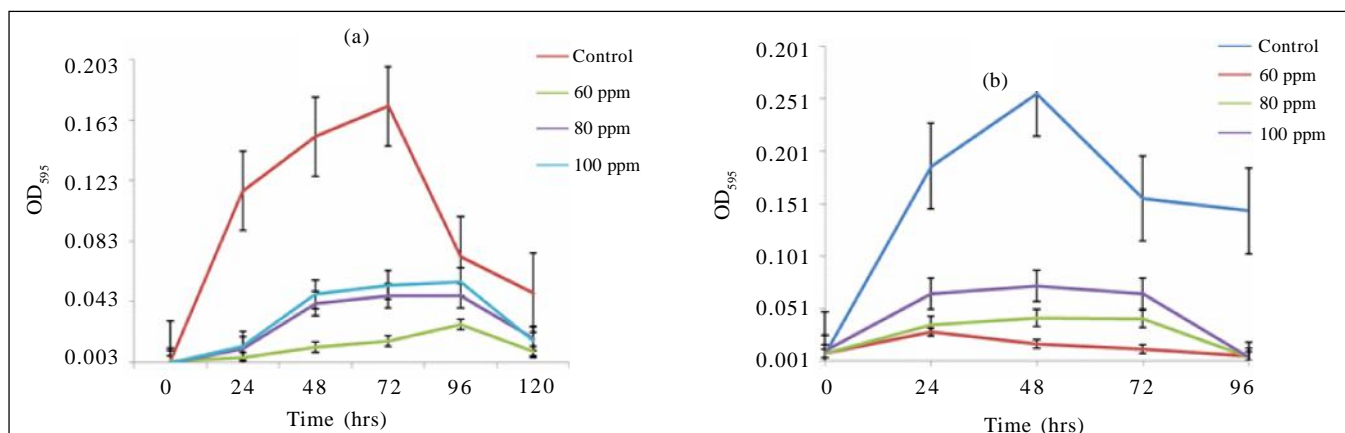 (a)
0.203
0.163
0.123
0.083
0.043
0.003
OD595
0 24 48 72 96 120
Time (hrs)
Control
60 ppm
80 ppm
100 ppm
(b)
0.201
0.251
0.201
0.151
0.101
0.051
0.001
OD595
0 24 48 72 96
Time (hrs)
Control
60 ppm
80 ppm
100 ppm